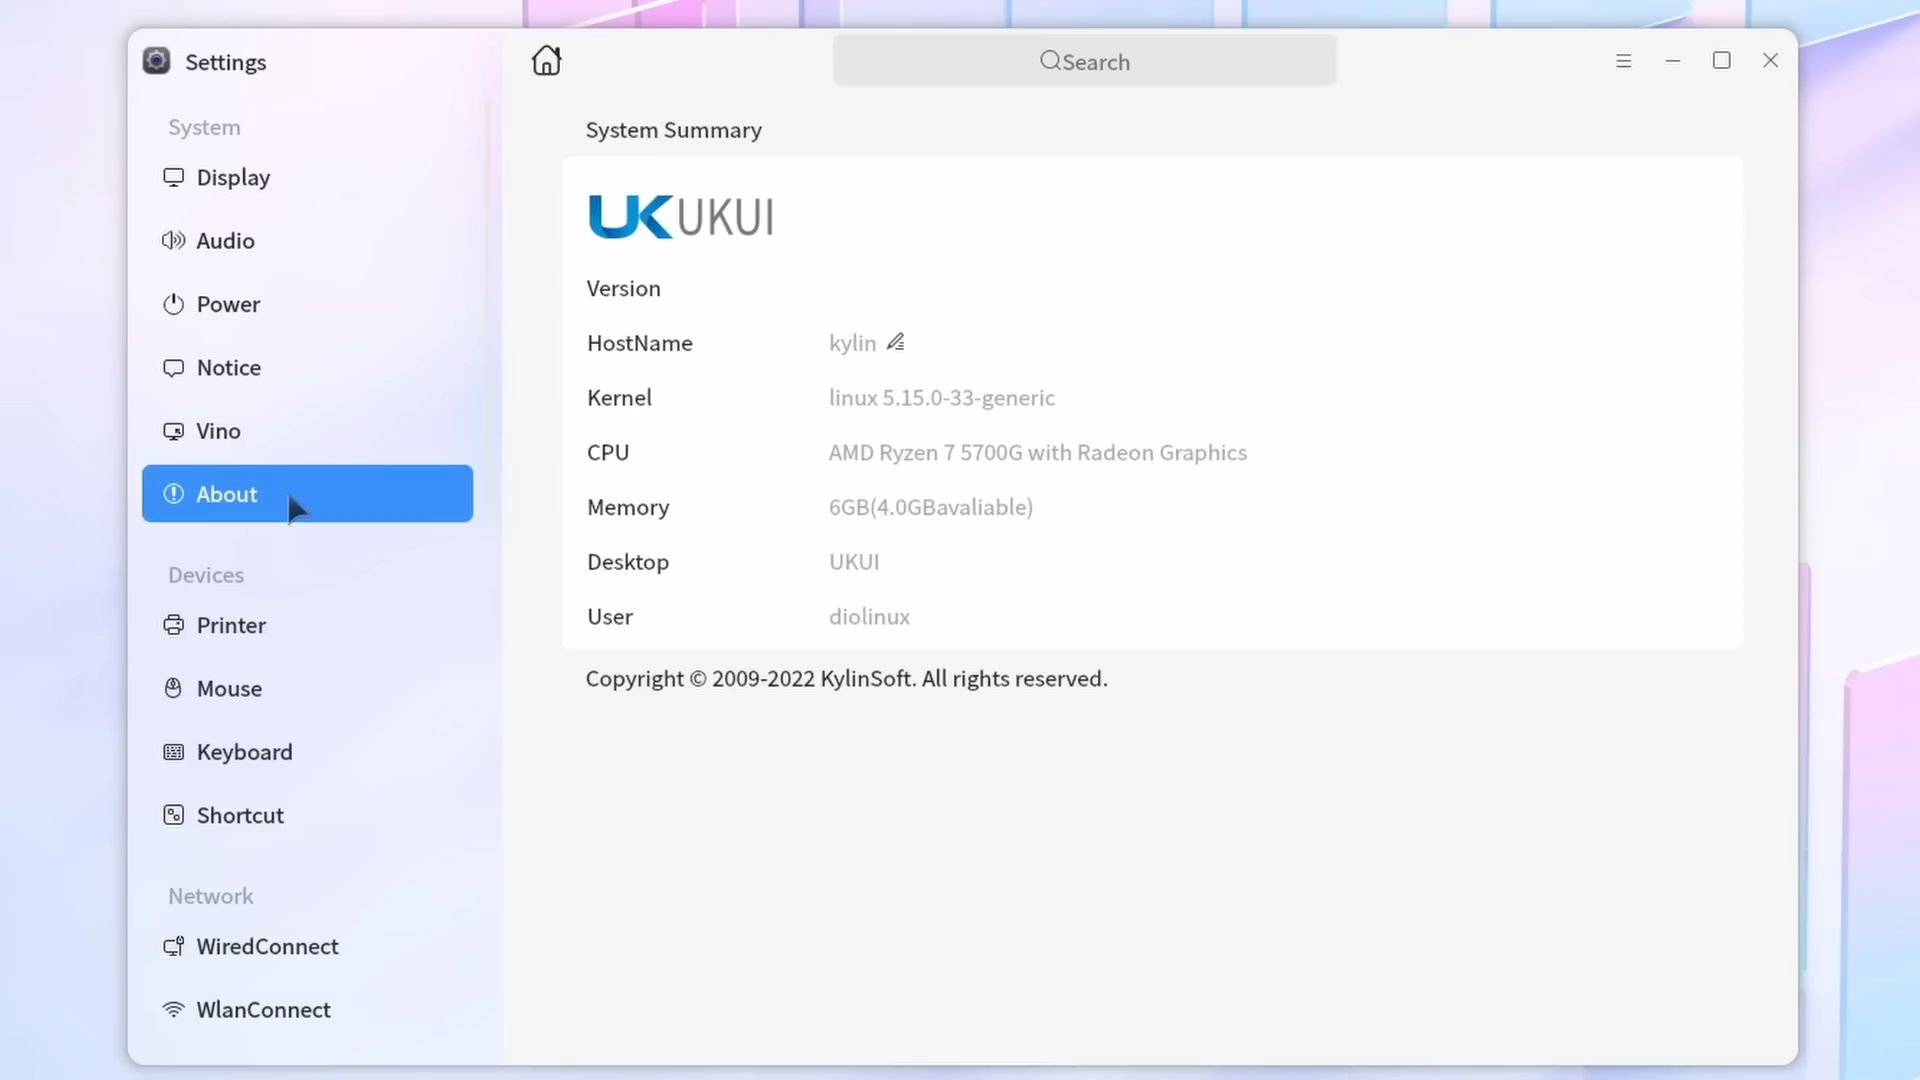 Settings
Search
System
Display
Audio
Power
Notice
Vino
About
Devices
Printer
Mouse
Keyboard
Shortcut
Network
WiredConnect
WlanConnect
System Summary
UK UKUI
Version
HostName kylin
Kernel linux 5.15.0-33-generic
CPU AMD Ryzen 7 5700G with Radeon Graphics
Memory 6GB(4.0GBavaliable)
Desktop UKUI
User diolinux
Copyright © 2009-2022 KylinSoft. All rights reserved.